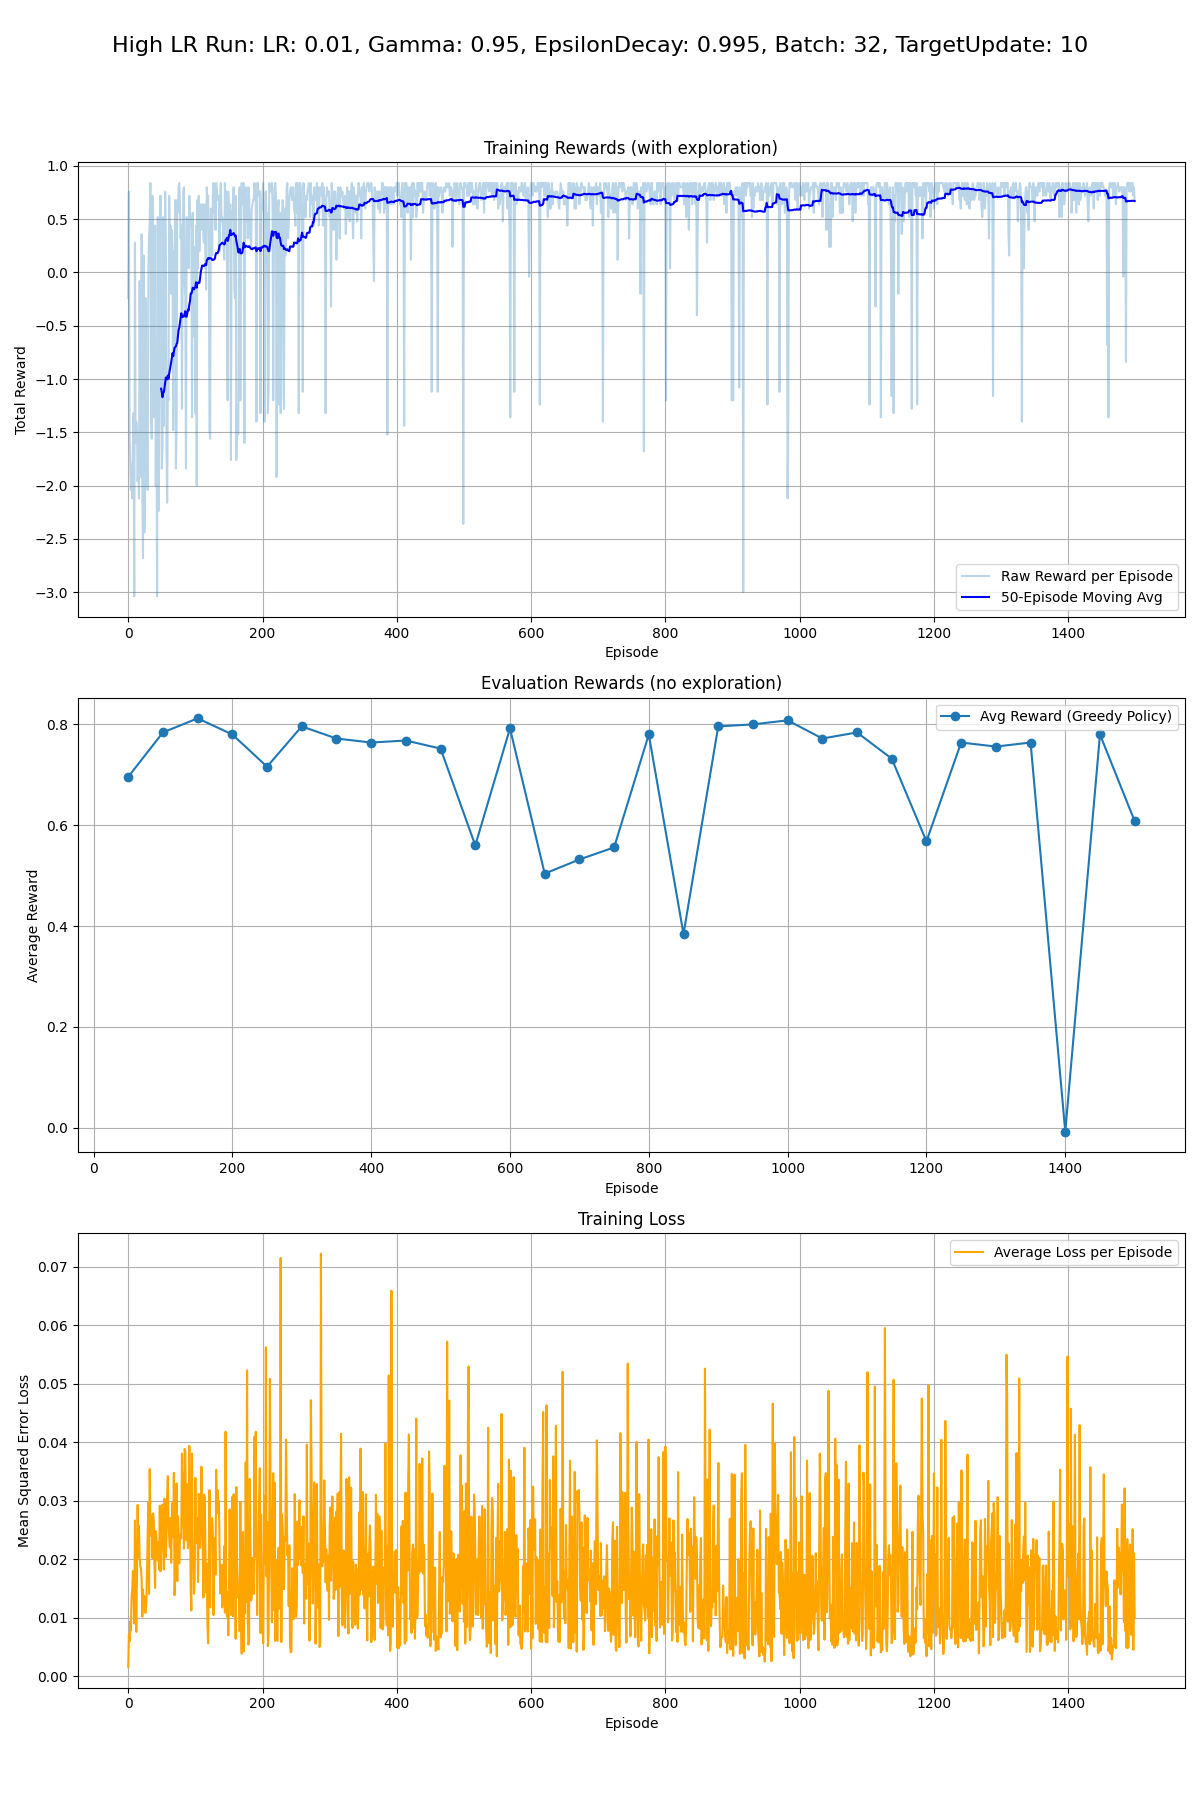 High LR Run: LR: 0.01, Gamma: 0.95, EpsilonDecay: 0.995, Batch: 32, TargetUpdate: 10
Training Rewards (with exploration)
1.0
0.5
0.0
−0.5
−1.0
−1.5
−2.0
−2.5
−3.0
Total Reward
Raw Reward per Episode
50-Episode Moving Avg
0 200 400 600 800 1000 1200 1400
Episode
Evaluation Rewards (no exploration)
Avg Reward (Greedy Policy)
0.8
0.6
0.4
0.2
0.0
Average Reward
0 200 400 600 800 1000 1200 1400
Episode
Training Loss
Average Loss per Episode
0.07
0.06
0.05
0.04
0.03
0.02
0.01
0.00
Mean Squared Error Loss
0 200 400 600 800 1000 1200 1400
Episode